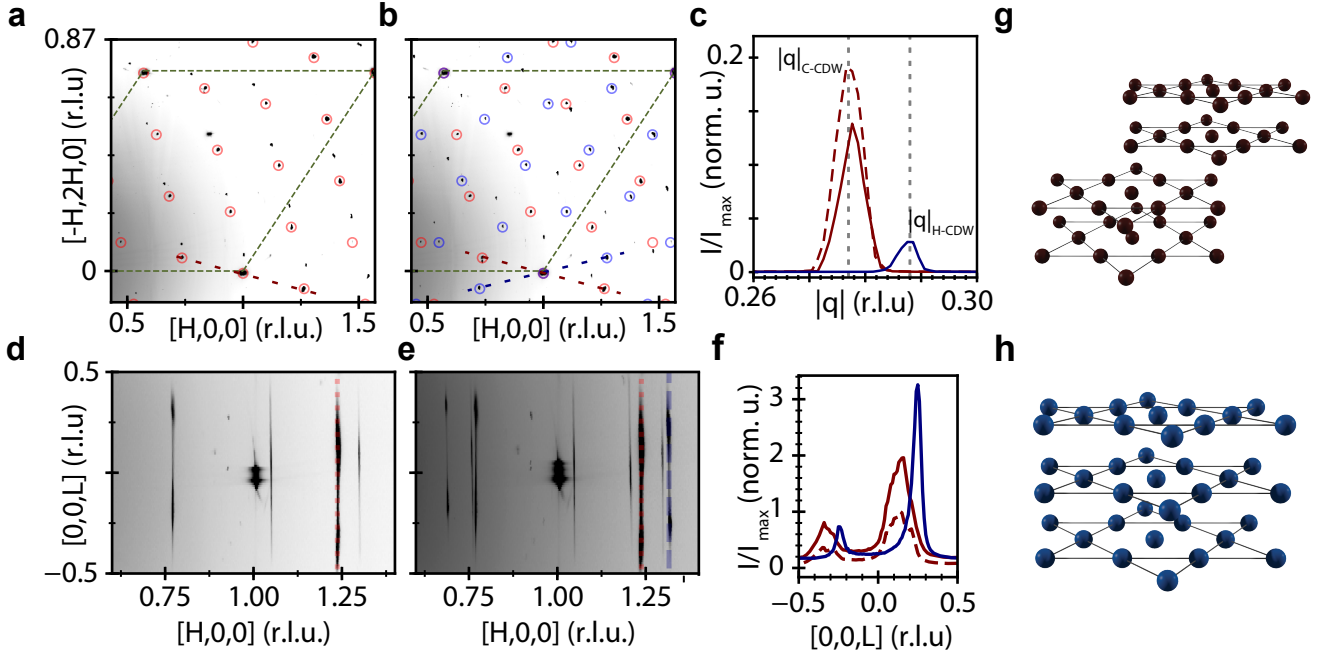 a
0.87
[-H,2H,0] (r.l.u)
0
0.5
1.5
[H,0,0] (r.l.u.)
b
0.5
1.5
[H,0,0] (r.l.u.)
c
0.2
0
I/Imax (norm. u.)
|q|C-CDW
|q|H-CDW
0.26
|q| (r.l.u)
0.30
g
d
0.5
[0,0,L] (r.l.u)
−0.5
0.75
1.00
1.25
[H,0,0] (r.l.u.)
e
0.75
1.00
1.25
[H,0,0] (r.l.u.)
f
3
2
1
0
I/Imax (norm. u.)
−0.5
0.0
0.5
[0,0,L] (r.l.u)
h